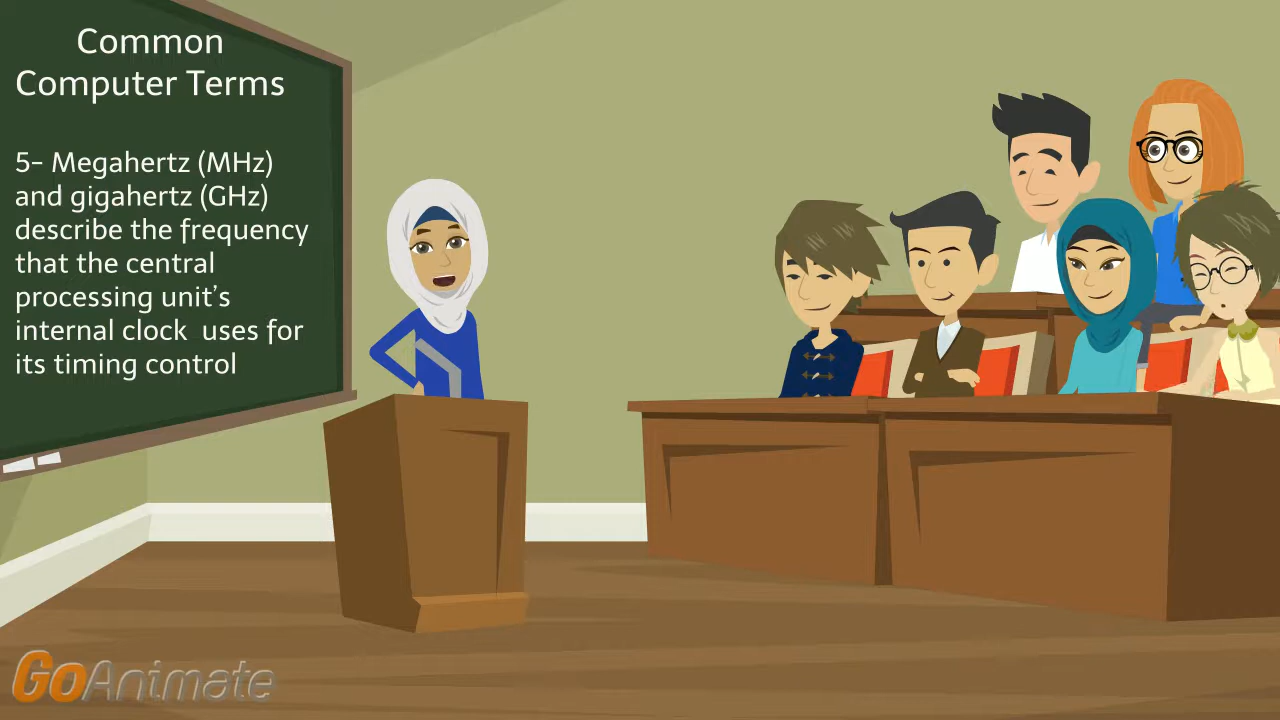 Common
Computer Terms
5- Megahertz (MHz)
and gigahertz (GHz)
describe the frequency
that the central
processing unit's
internal clock  uses for
its timing control
GoAnimate